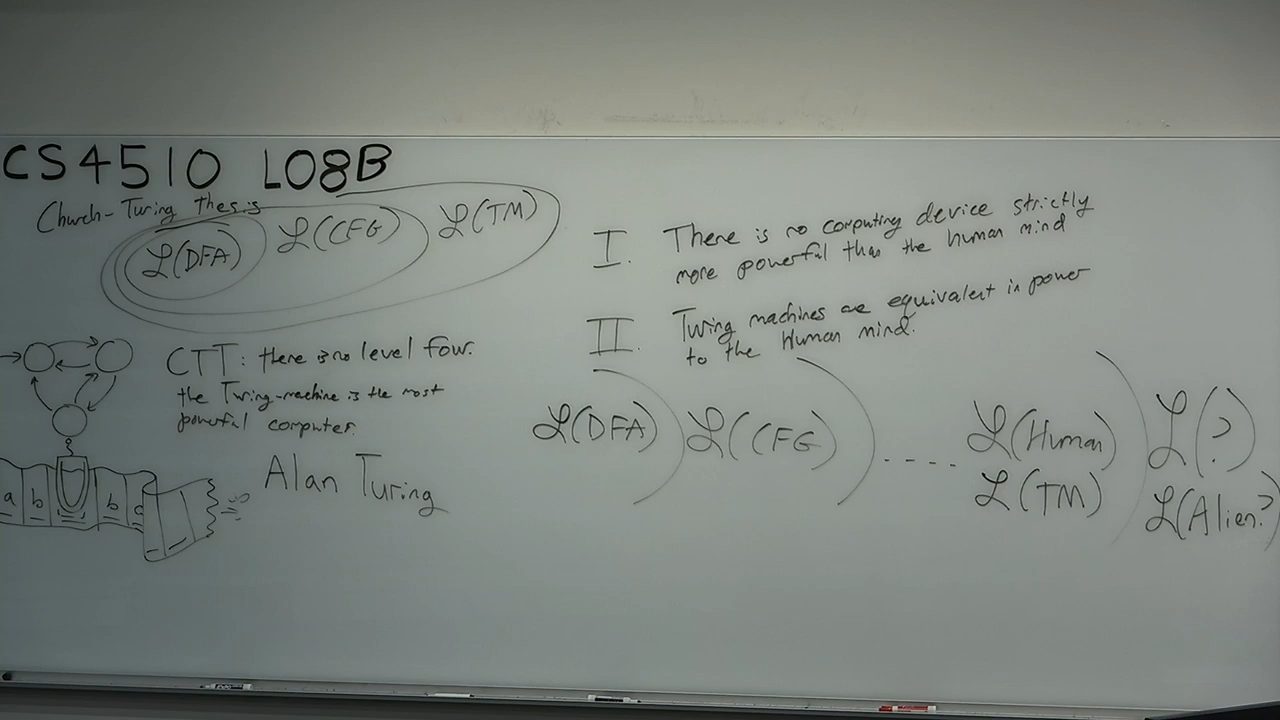 CS4510 L08B
Church-Turing thesis
ℒ(DFA) ℒ(CFG) ℒ(TM)
CTT: there is no level four.
the Turing-machine is the most
powerful computer.
a b b
Alan Turing
I. There is no computing device strictly
more powerful than the human mind
II. Turing machines are equivalent in power
to the Human mind.
ℒ(DFA) ℒ(CFG) .... ℒ(Human) ℒ(?)
ℒ(TM) ℒ(Alien?)